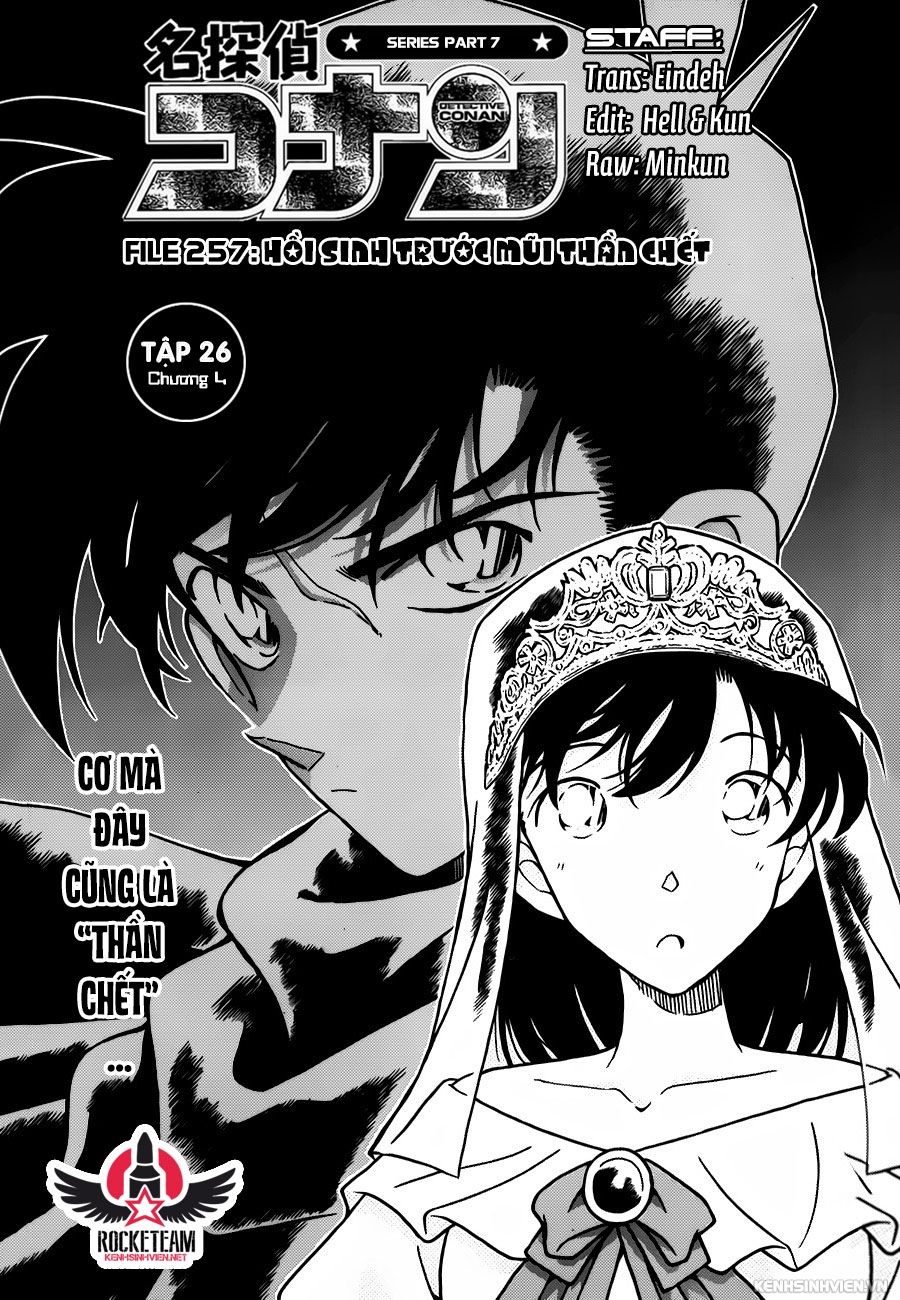 名探偵
★ SERIES PART 7 ★
コナン
DETECTIVE
CONAN
STAFF:
Trans: Eindeh
Edit: Hell & Kun
Raw: Minkun
FILE 257: HỒI SINH TRƯỚC MŨI THẦN CHẾT
TẬP 26
Chương 4
CƠ MÀ
ĐÂY
CŨNG LÀ
“THẦN
CHẾT”
...
ROCKETEAM
KENHSINHVIEN.NET
KENHSINHVIEN.VN